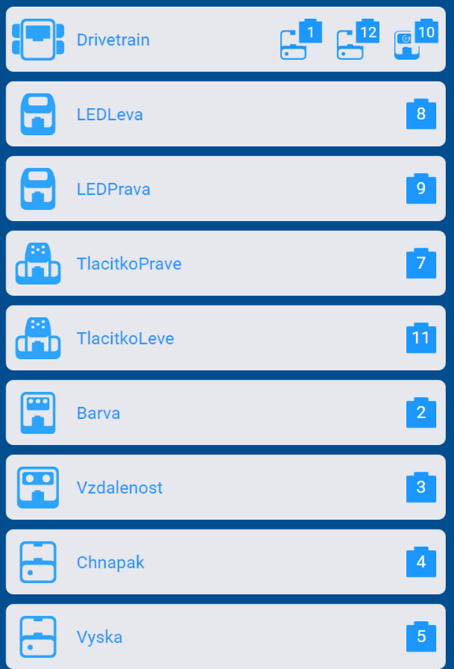 Drivetrain 1 12 10
LEDLeva 8
LEDPrava 9
TlacitkoPrave 7
TlacitkoLeve 11
Barva 2
Vzdalenost 3
Chnapak 4
Vyska 5